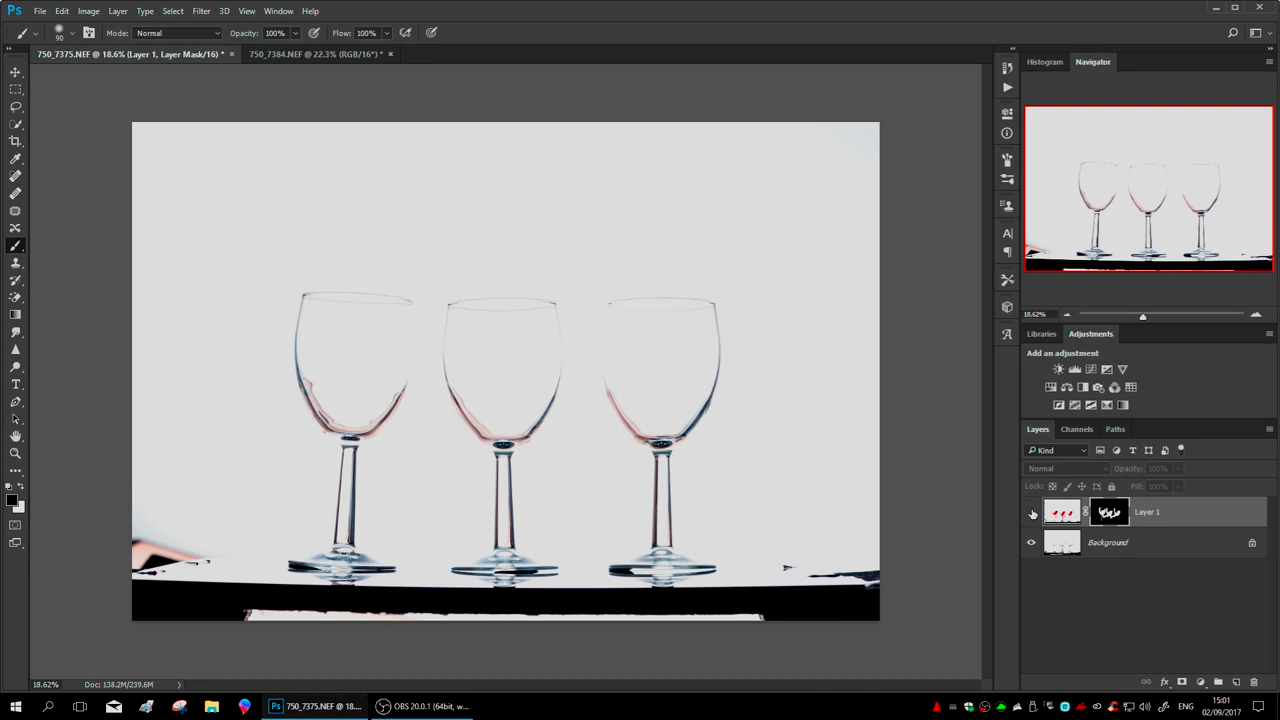 Ps File Edit Image Layer Type Select Filter 3D View Window Help
90 Mode: Normal Opacity: 100% Flow: 100%
750_7375.NEF @ 18.6% (Layer 1, Layer Mask/16) * × 750_7384.NEF @ 22.3% (RGB/16*) * ×
Histogram Navigator
18.62%
Libraries Adjustments
Add an adjustment
Layers Channels Paths
Kind
Normal Opacity: 100%
Lock: Fill: 100%
Layer 1
Background
18.62% Doc: 138.2M/239.6M
Ps 750_7375.NEF @ 18.... OBS 20.0.1 (64bit, w... ENG 15:01
02/09/2017